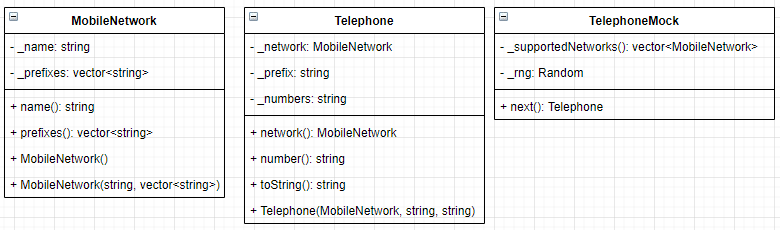 MobileNetwork
- _name: string
- _prefixes: vector<string>
+ name(): string
+ prefixes(): vector<string>
+ MobileNetwork()
+ MobileNetwork(string, vector<string>)
Telephone
- _network: MobileNetwork
- _prefix: string
- _numbers: string
+ network(): MobileNetwork
+ number(): string
+ toString(): string
+ Telephone(MobileNetwork, string, string)
TelephoneMock
- _supportedNetworks(): vector<MobileNetwork>
- _rng: Random
+ next(): Telephone